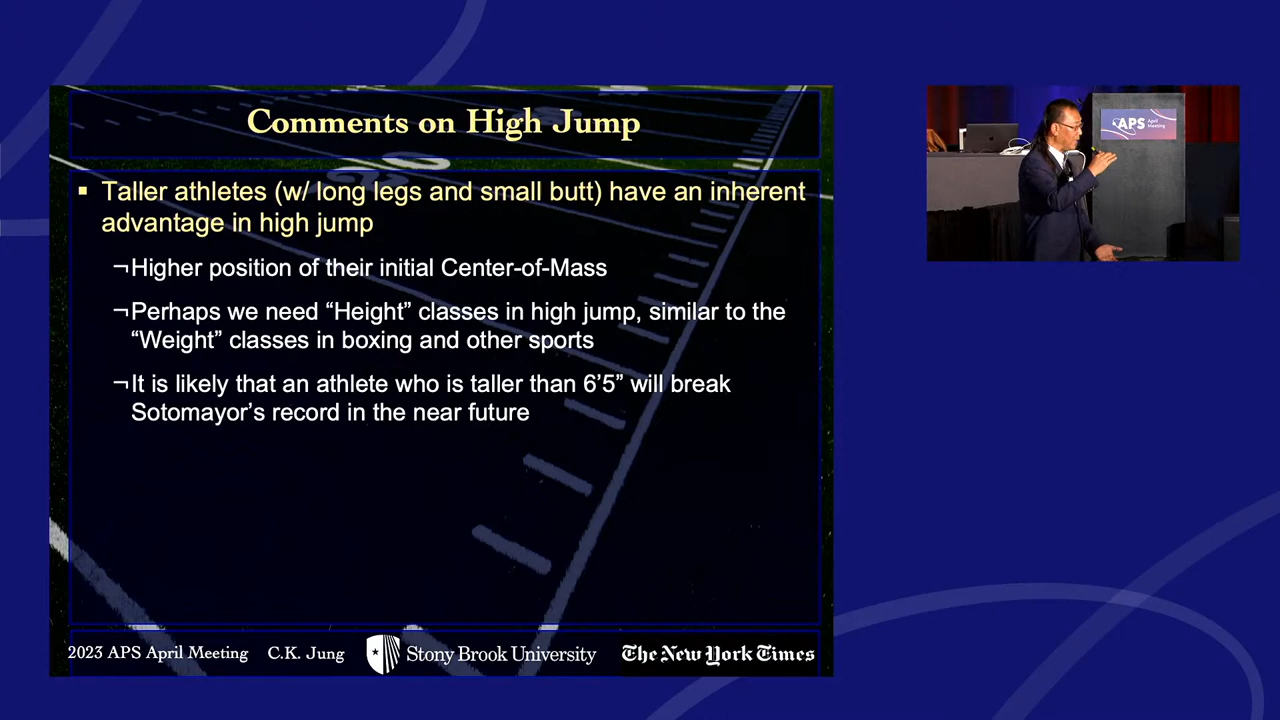 Comments on High Jump
▪ Taller athletes (w/ long legs and small butt) have an inherent
advantage in high jump
¬Higher position of their initial Center-of-Mass
¬Perhaps we need “Height” classes in high jump, similar to the
“Weight” classes in boxing and other sports
¬It is likely that an athlete who is taller than 6’5” will break
Sotomayor’s record in the near future
2023 APS April Meeting C.K. Jung Stony Brook University The New York Times
APS April
Meeting